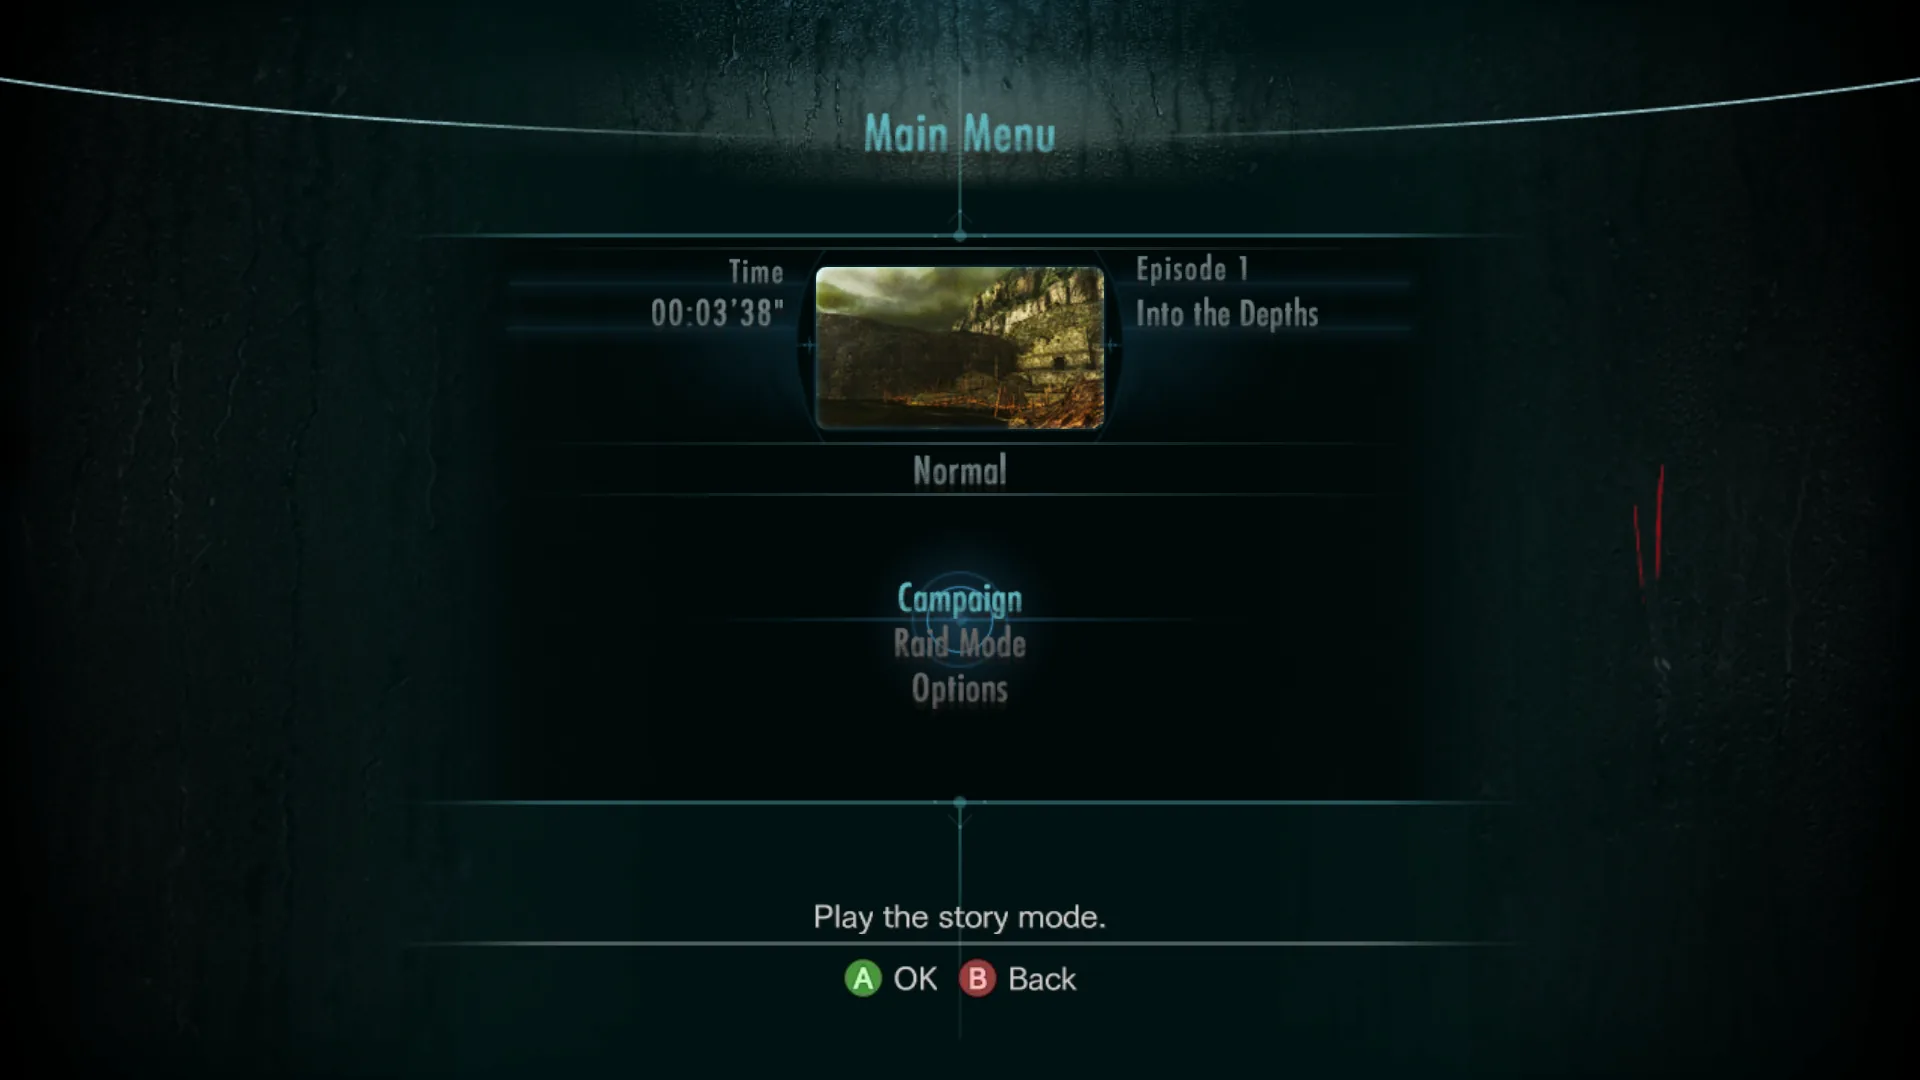 Main Menu
Time
00:03'38"
Episode 1
Into the Depths
Normal
Campaign
Raid Mode
Options
Play the story mode.
A OK B Back